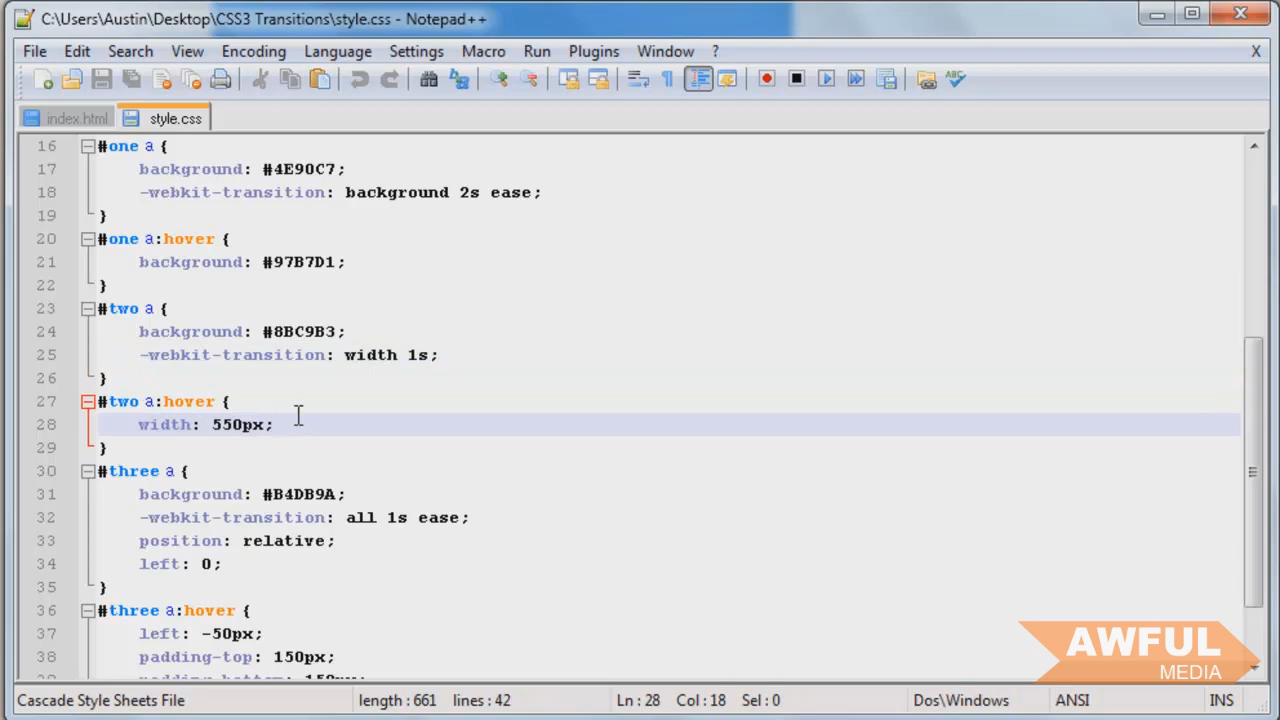 C:\Users\Austin\Desktop\CSS3 Transitions\style.css - Notepad++
File Edit Search View Encoding Language Settings Macro Run Plugins Window ? X
index.html style.css
16 #one a {
17 background: #4E90C7;
18 -webkit-transition: background 2s ease;
19 }
20 #one a:hover {
21 background: #97B7D1;
22 }
23 #two a {
24 background: #8BC9B3;
25 -webkit-transition: width 1s;
26 }
27 #two a:hover {
28 width: 550px;
29 }
30 #three a {
31 background: #B4DB9A;
32 -webkit-transition: all 1s ease;
33 position: relative;
34 left: 0;
35 }
36 #three a:hover {
37 left: -50px;
38 padding-top: 150px;
AWFUL
MEDIA
Cascade Style Sheets File length : 661 lines : 42 Ln : 28 Col : 18 Sel : 0 Dos\Windows ANSI INS